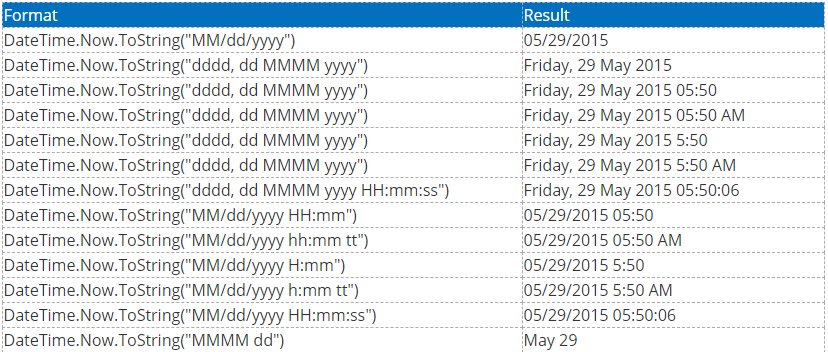 Format Result
DateTime.Now.ToString("MM/dd/yyyy") 05/29/2015
DateTime.Now.ToString("dddd, dd MMMM yyyy") Friday, 29 May 2015
DateTime.Now.ToString("dddd, dd MMMM yyyy") Friday, 29 May 2015 05:50
DateTime.Now.ToString("dddd, dd MMMM yyyy") Friday, 29 May 2015 05:50 AM
DateTime.Now.ToString("dddd, dd MMMM yyyy") Friday, 29 May 2015 5:50
DateTime.Now.ToString("dddd, dd MMMM yyyy") Friday, 29 May 2015 5:50 AM
DateTime.Now.ToString("dddd, dd MMMM yyyy HH:mm:ss") Friday, 29 May 2015 05:50:06
DateTime.Now.ToString("MM/dd/yyyy HH:mm") 05/29/2015 05:50
DateTime.Now.ToString("MM/dd/yyyy hh:mm tt") 05/29/2015 05:50 AM
DateTime.Now.ToString("MM/dd/yyyy H:mm") 05/29/2015 5:50
DateTime.Now.ToString("MM/dd/yyyy h:mm tt") 05/29/2015 5:50 AM
DateTime.Now.ToString("MM/dd/yyyy HH:mm:ss") 05/29/2015 05:50:06
DateTime.Now.ToString("MMMM dd") May 29